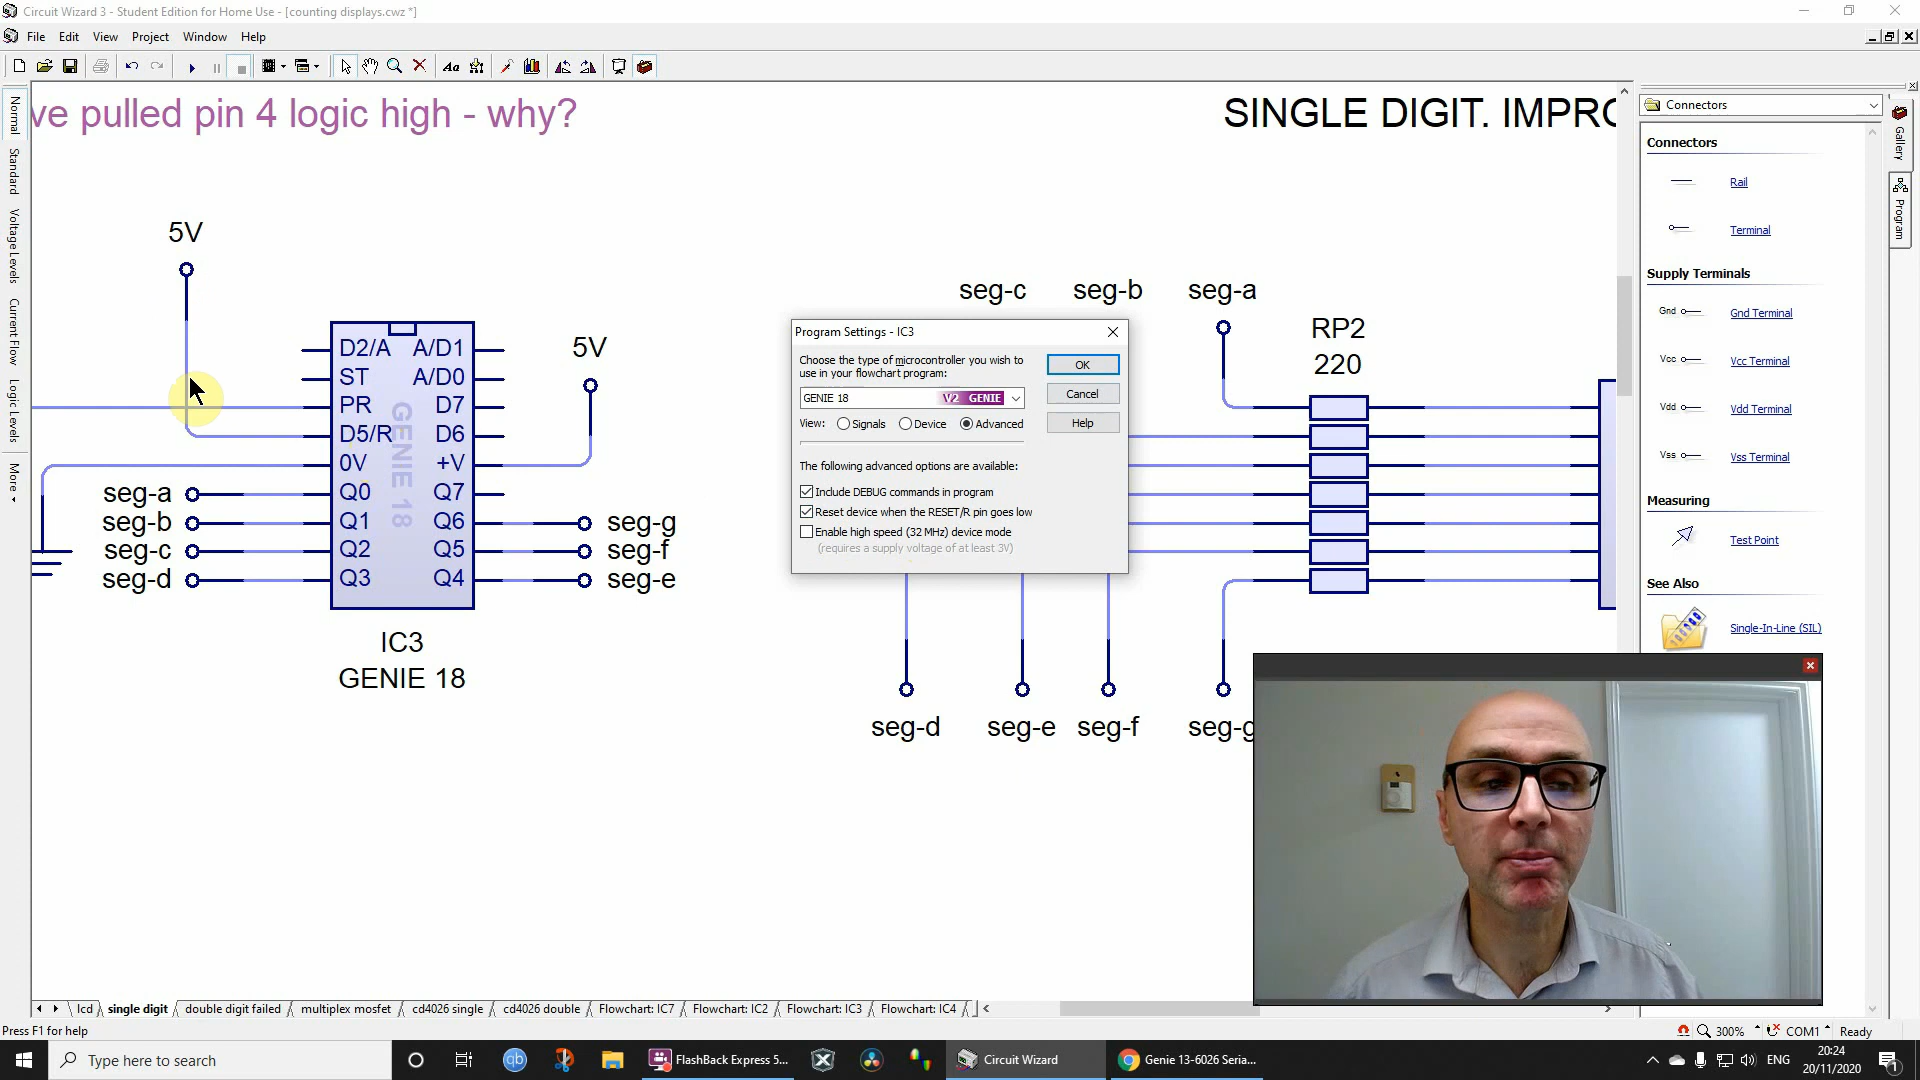 Circuit Wizard 3 - Student Edition for Home Use - [counting displays.cwz *]
File Edit View Project Window Help
Aa
Normal
Standard
Voltage Levels
Current Flow
Logic Levels
More
ve pulled pin 4 logic high - why?
SINGLE DIGIT. IMPRO
5V
5V
D2/A A/D1
ST A/D0
PR D7
D5/R D6
0V +V
Q0 Q7
Q1 Q6
Q2 Q5
Q3 Q4
GENIE 18
seg-a
seg-b
seg-c
seg-d
seg-g
seg-f
seg-e
IC3
GENIE 18
seg-c seg-b seg-a
RP2
220
seg-d seg-e seg-f seg-g
Program Settings - IC3
Choose the type of microcontroller you wish to
use in your flowchart program:
GENIE 18 V2 GENIE
View: Signals Device Advanced
The following advanced options are available:
Include DEBUG commands in program
Reset device when the RESET/R pin goes low
Enable high speed (32 MHz) device mode
(requires a supply voltage of at least 3V)
OK
Cancel
Help
Connectors
Connectors
Rail
Terminal
Supply Terminals
Gnd Gnd Terminal
Vcc Vcc Terminal
Vdd Vdd Terminal
Vss Vss Terminal
Measuring
Test Point
See Also
Single-In-Line (SIL)
Gallery
Program
lcd single digit double digit failed multiplex mosfet cd4026 single cd4026 double Flowchart: IC7 Flowchart: IC2 Flowchart: IC3 Flowchart: IC4
Press F1 for help
300% COM1 Ready
Type here to search
qb
FlashBack Express 5...
Circuit Wizard
Genie 13-6026 Seria...
ENG
20:24
20/11/2020
1